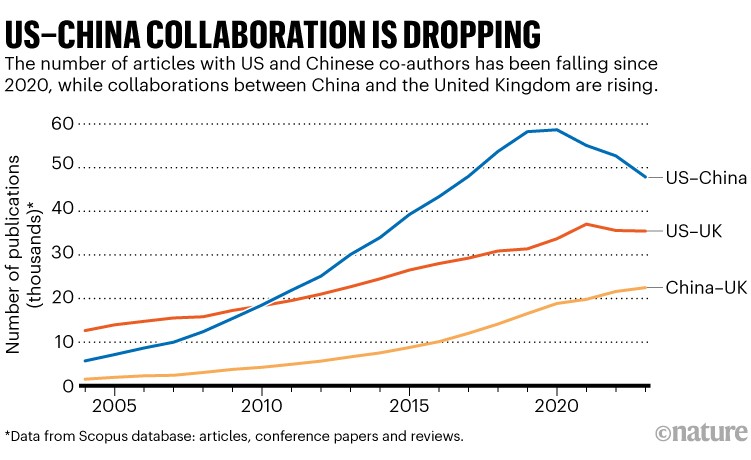 US–CHINA COLLABORATION IS DROPPING
The number of articles with US and Chinese co-authors has been falling since
2020, while collaborations between China and the United Kingdom are rising.
Number of publications
(thousands)*
60
50
40
30
20
10
0
US–China
US–UK
China–UK
2005
2010
2015
2020
*Data from Scopus database: articles, conference papers and reviews.
©nature